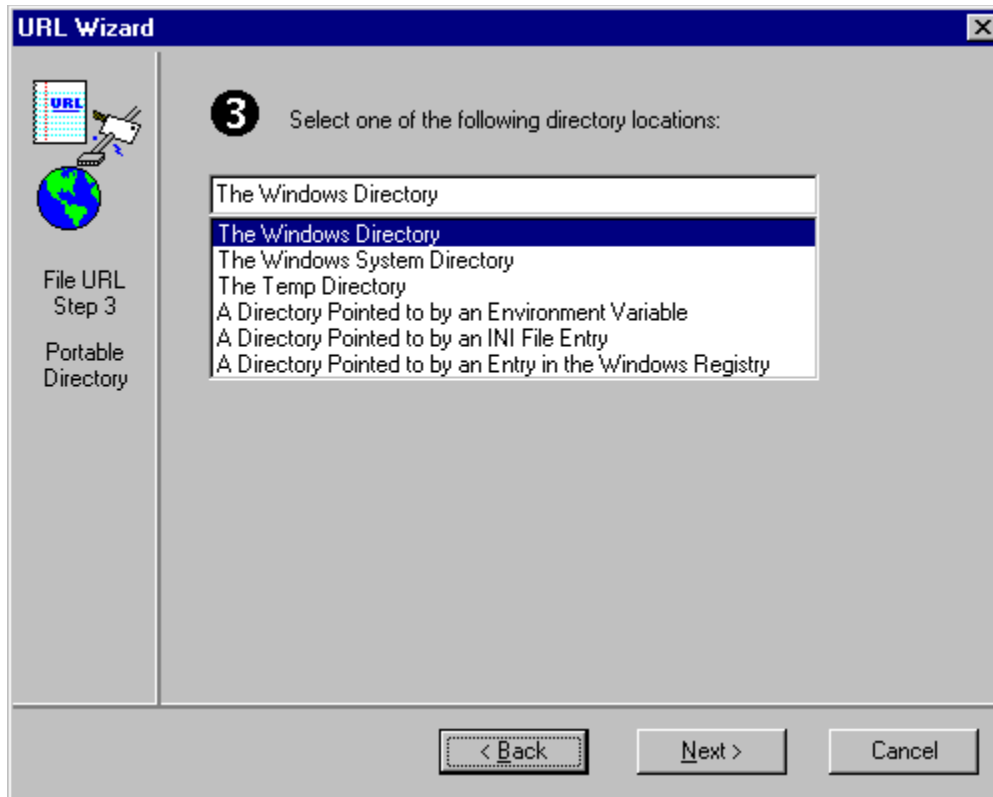 URL Wizard
URL
3
Select one of the following directory locations:
The Windows Directory
The Windows Directory
The Windows System Directory
The Temp Directory
A Directory Pointed to by an Environment Variable
A Directory Pointed to by an INI File Entry
A Directory Pointed to by an Entry in the Windows Registry
File URL
Step 3
Portable
Directory
< Back
Next >
Cancel